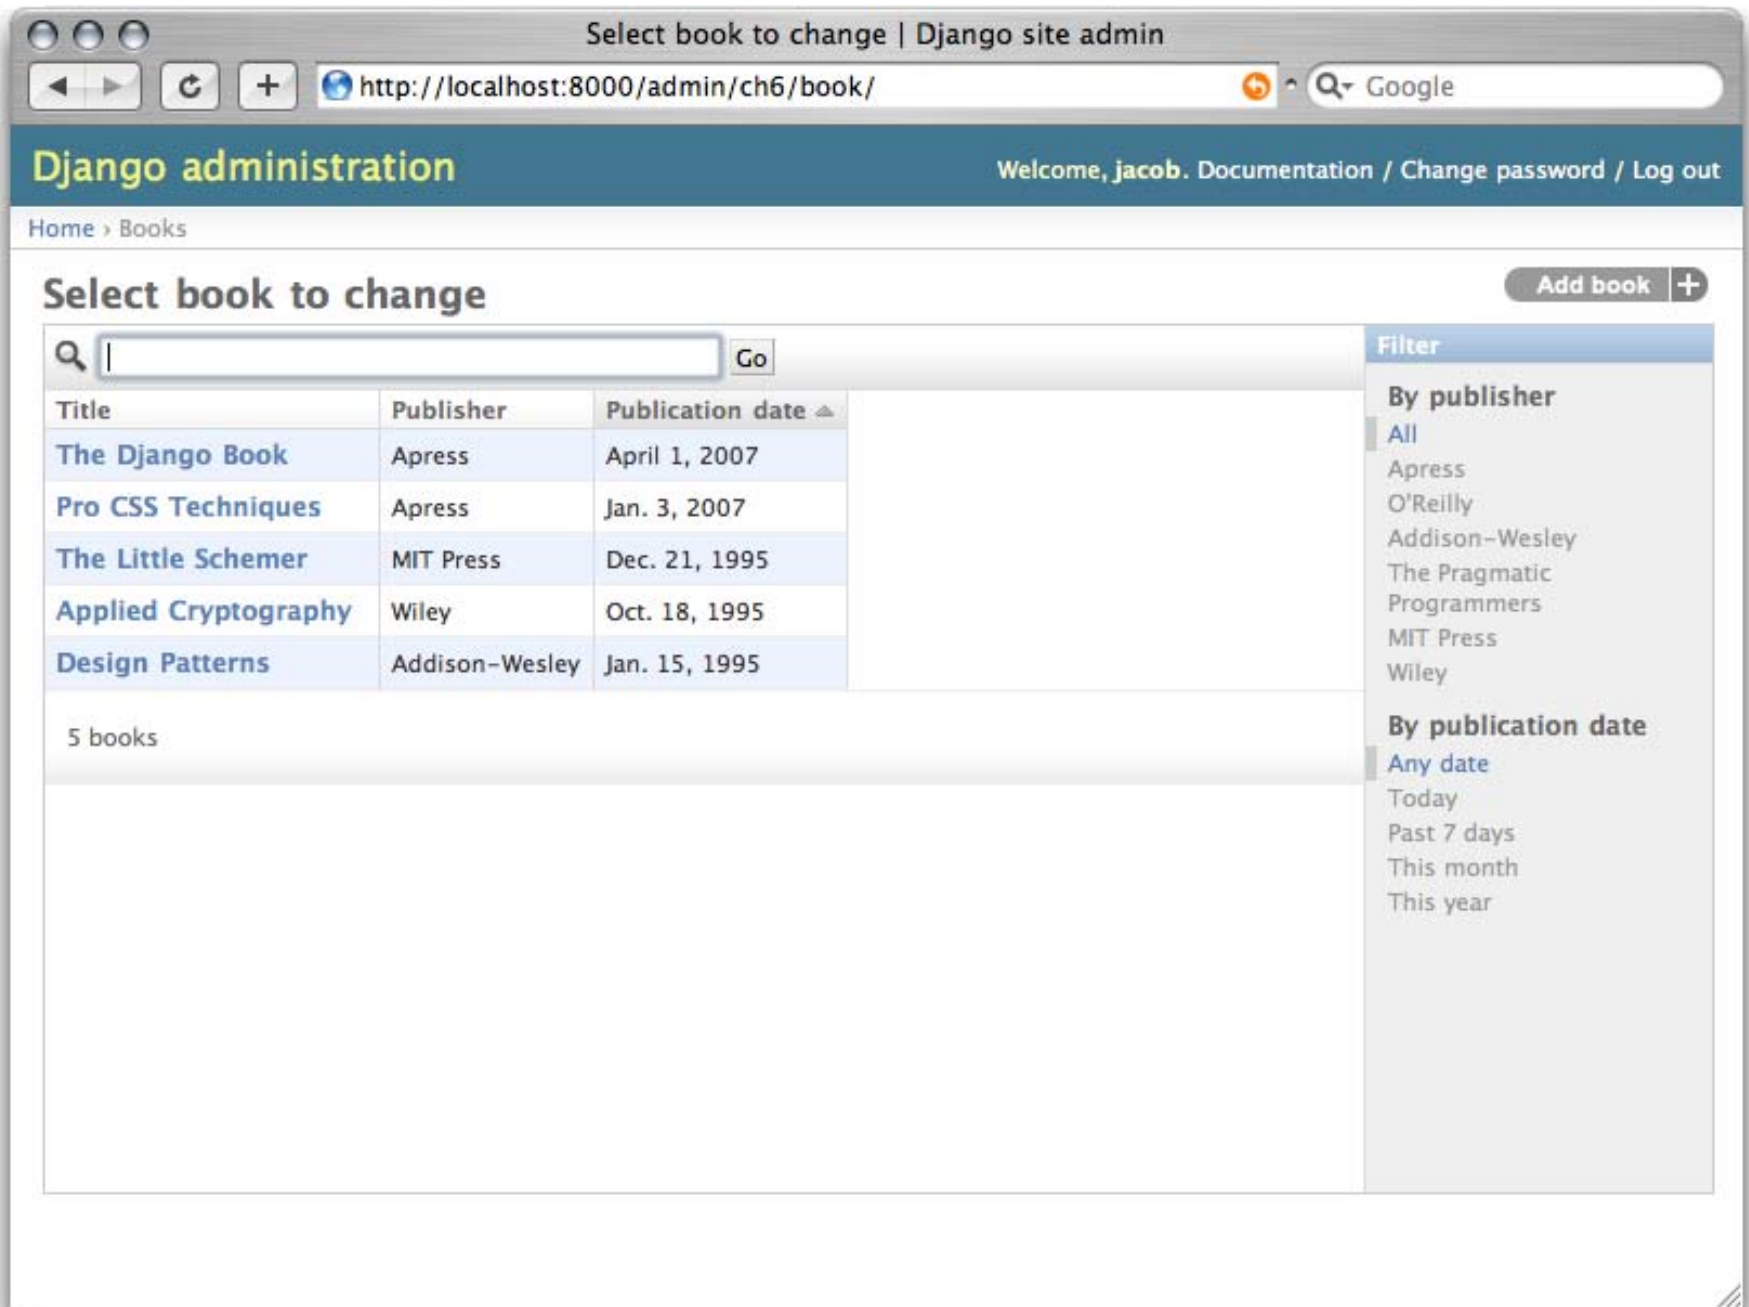 Select book to change | Django site admin
http://localhost:8000/admin/ch6/book/
Google
Django administration
Welcome, jacob. Documentation / Change password / Log out
Home › Books
Select book to change
Add book +
Go
Title Publisher Publication date
The Django Book Apress April 1, 2007
Pro CSS Techniques Apress Jan. 3, 2007
The Little Schemer MIT Press Dec. 21, 1995
Applied Cryptography Wiley Oct. 18, 1995
Design Patterns Addison-Wesley Jan. 15, 1995
5 books
Filter
By publisher
All
Apress
O'Reilly
Addison-Wesley
The Pragmatic
Programmers
MIT Press
Wiley
By publication date
Any date
Today
Past 7 days
This month
This year